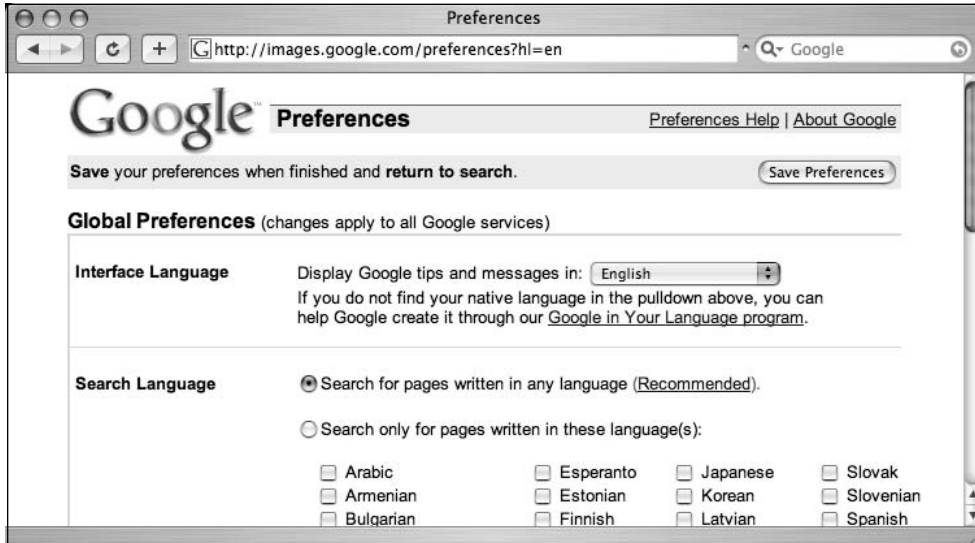 Preferences
G http://images.google.com/preferences?hl=en
Google
Google™ Preferences
Preferences Help | About Google
Save your preferences when finished and return to search.
Save Preferences
Global Preferences (changes apply to all Google services)
Interface Language
Display Google tips and messages in: English
If you do not find your native language in the pulldown above, you can
help Google create it through our Google in Your Language program.
Search Language
Search for pages written in any language (Recommended).
Search only for pages written in these language(s):
Arabic Esperanto Japanese Slovak
Armenian Estonian Korean Slovenian
Bulgarian Finnish Latvian Spanish